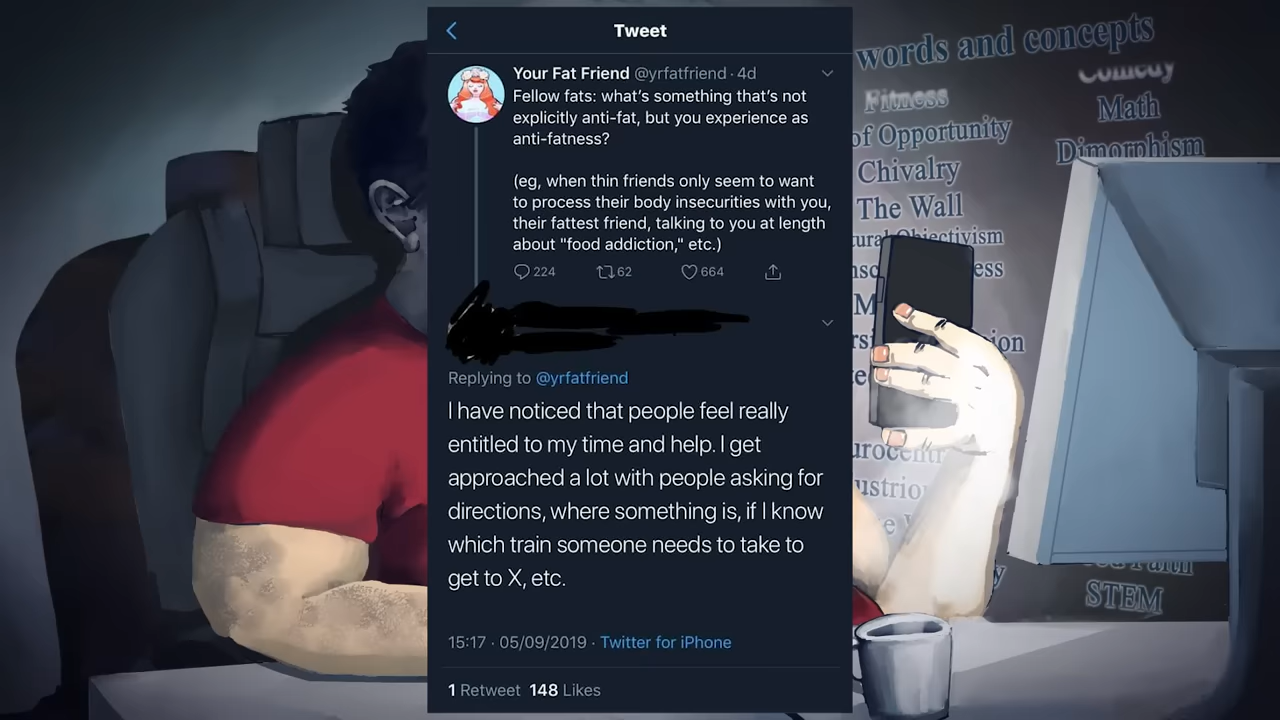 Tweet
Your Fat Friend @yrfatfriend · 4d
Fellow fats: what's something that's not
explicitly anti-fat, but you experience as
anti-fatness?
(eg, when thin friends only seem to want
to process their body insecurities with you,
their fattest friend, talking to you at length
about "food addiction," etc.)
224 62 664
Replying to @yrfatfriend
I have noticed that people feel really
entitled to my time and help. I get
approached a lot with people asking for
directions, where something is, if I know
which train someone needs to take to
get to X, etc.
15:17 · 05/09/2019 · Twitter for iPhone
1 Retweet 148 Likes
words and concepts
Fitness
of Opportunity
Chivalry
The Wall
Objectivism
Comedy
Math
Dimorphism
STEM